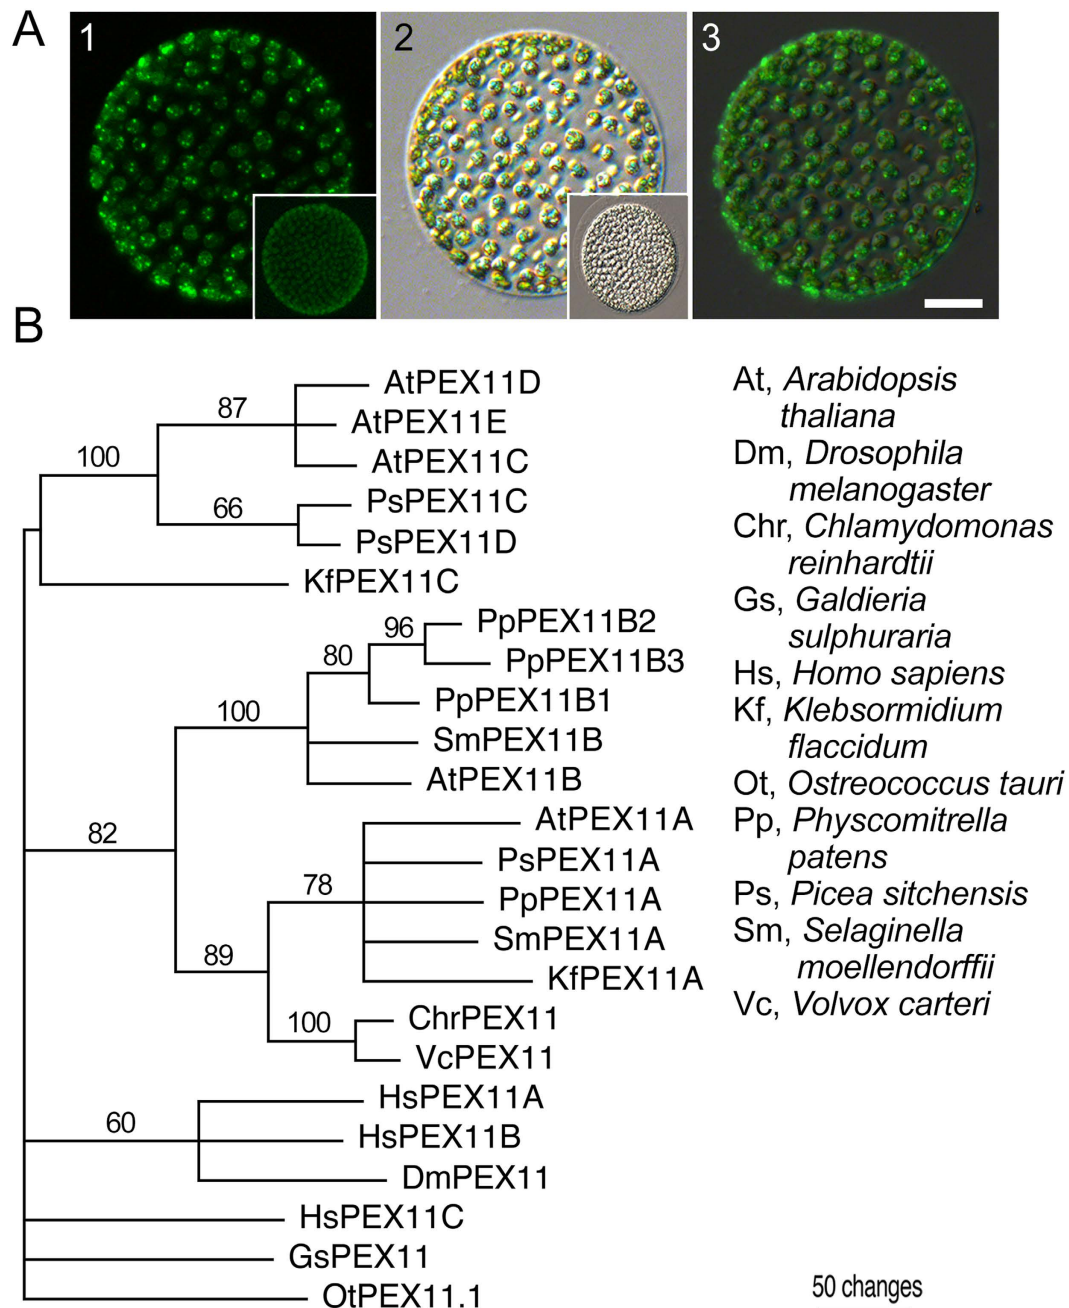 A
1
2
3
B
AtPEX11D
87
AtPEX11E
100
AtPEX11C
PsPEX11C
66
PsPEX11D
KfPEX11C
PpPEX11B2
96
80
PpPEX11B3
100
PpPEX11B1
SmPEX11B
AtPEX11B
82
AtPEX11A
PsPEX11A
78
PpPEX11A
SmPEX11A
89
KfPEX11A
ChrPEX11
100
VcPEX11
HsPEX11A
60
HsPEX11B
DmPEX11
HsPEX11C
GsPEX11
OtPEX11.1
At, Arabidopsis
thaliana
Dm, Drosophila
melanogaster
Chr, Chlamydomonas
reinhardtii
Gs, Galdieria
sulphuraria
Hs, Homo sapiens
Kf, Klebsormidium
flaccidum
Ot, Ostreococcus tauri
Pp, Physcomitrella
patens
Ps, Picea sitchensis
Sm, Selaginella
moellendorffii
Vc, Volvox carteri
50 changes